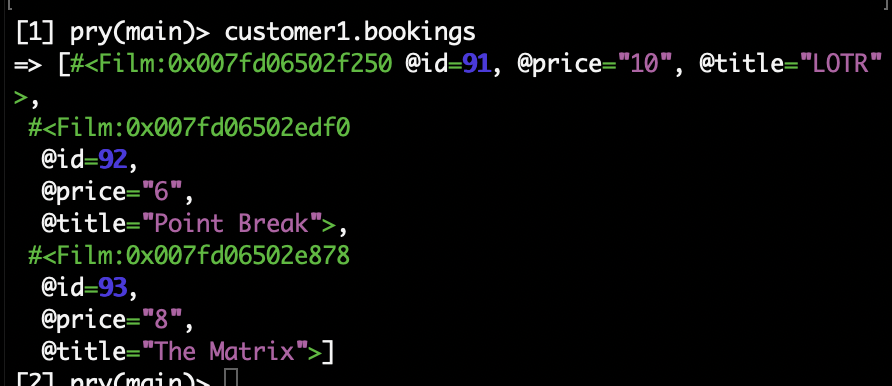 [1] pry(main)> customer1.bookings
=> [#<Film:0x007fd06502f250 @id=91, @price="10", @title="LOTR"
>,
 #<Film:0x007fd06502edf0
  @id=92,
  @price="6",
  @title="Point Break">,
 #<Film:0x007fd06502e878
  @id=93,
  @price="8",
  @title="The Matrix">]
[2] pry(main)>